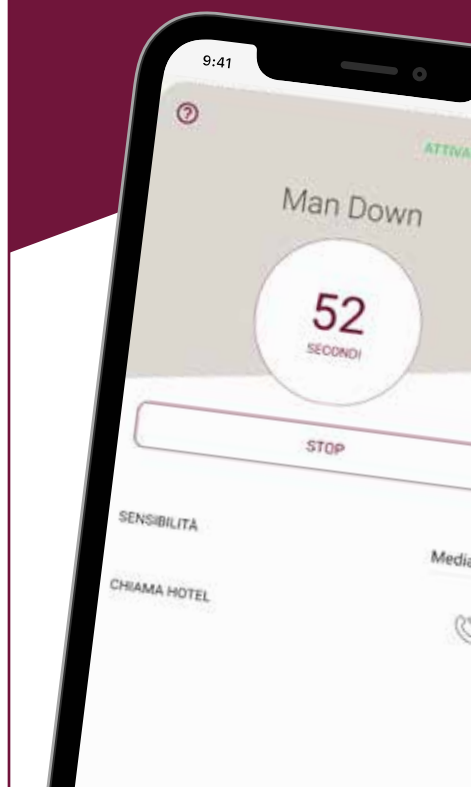 9:41
?
ATTIVA
Man Down
52
SECONDI
STOP
SENSIBILITÀ
Media
CHIAMA HOTEL